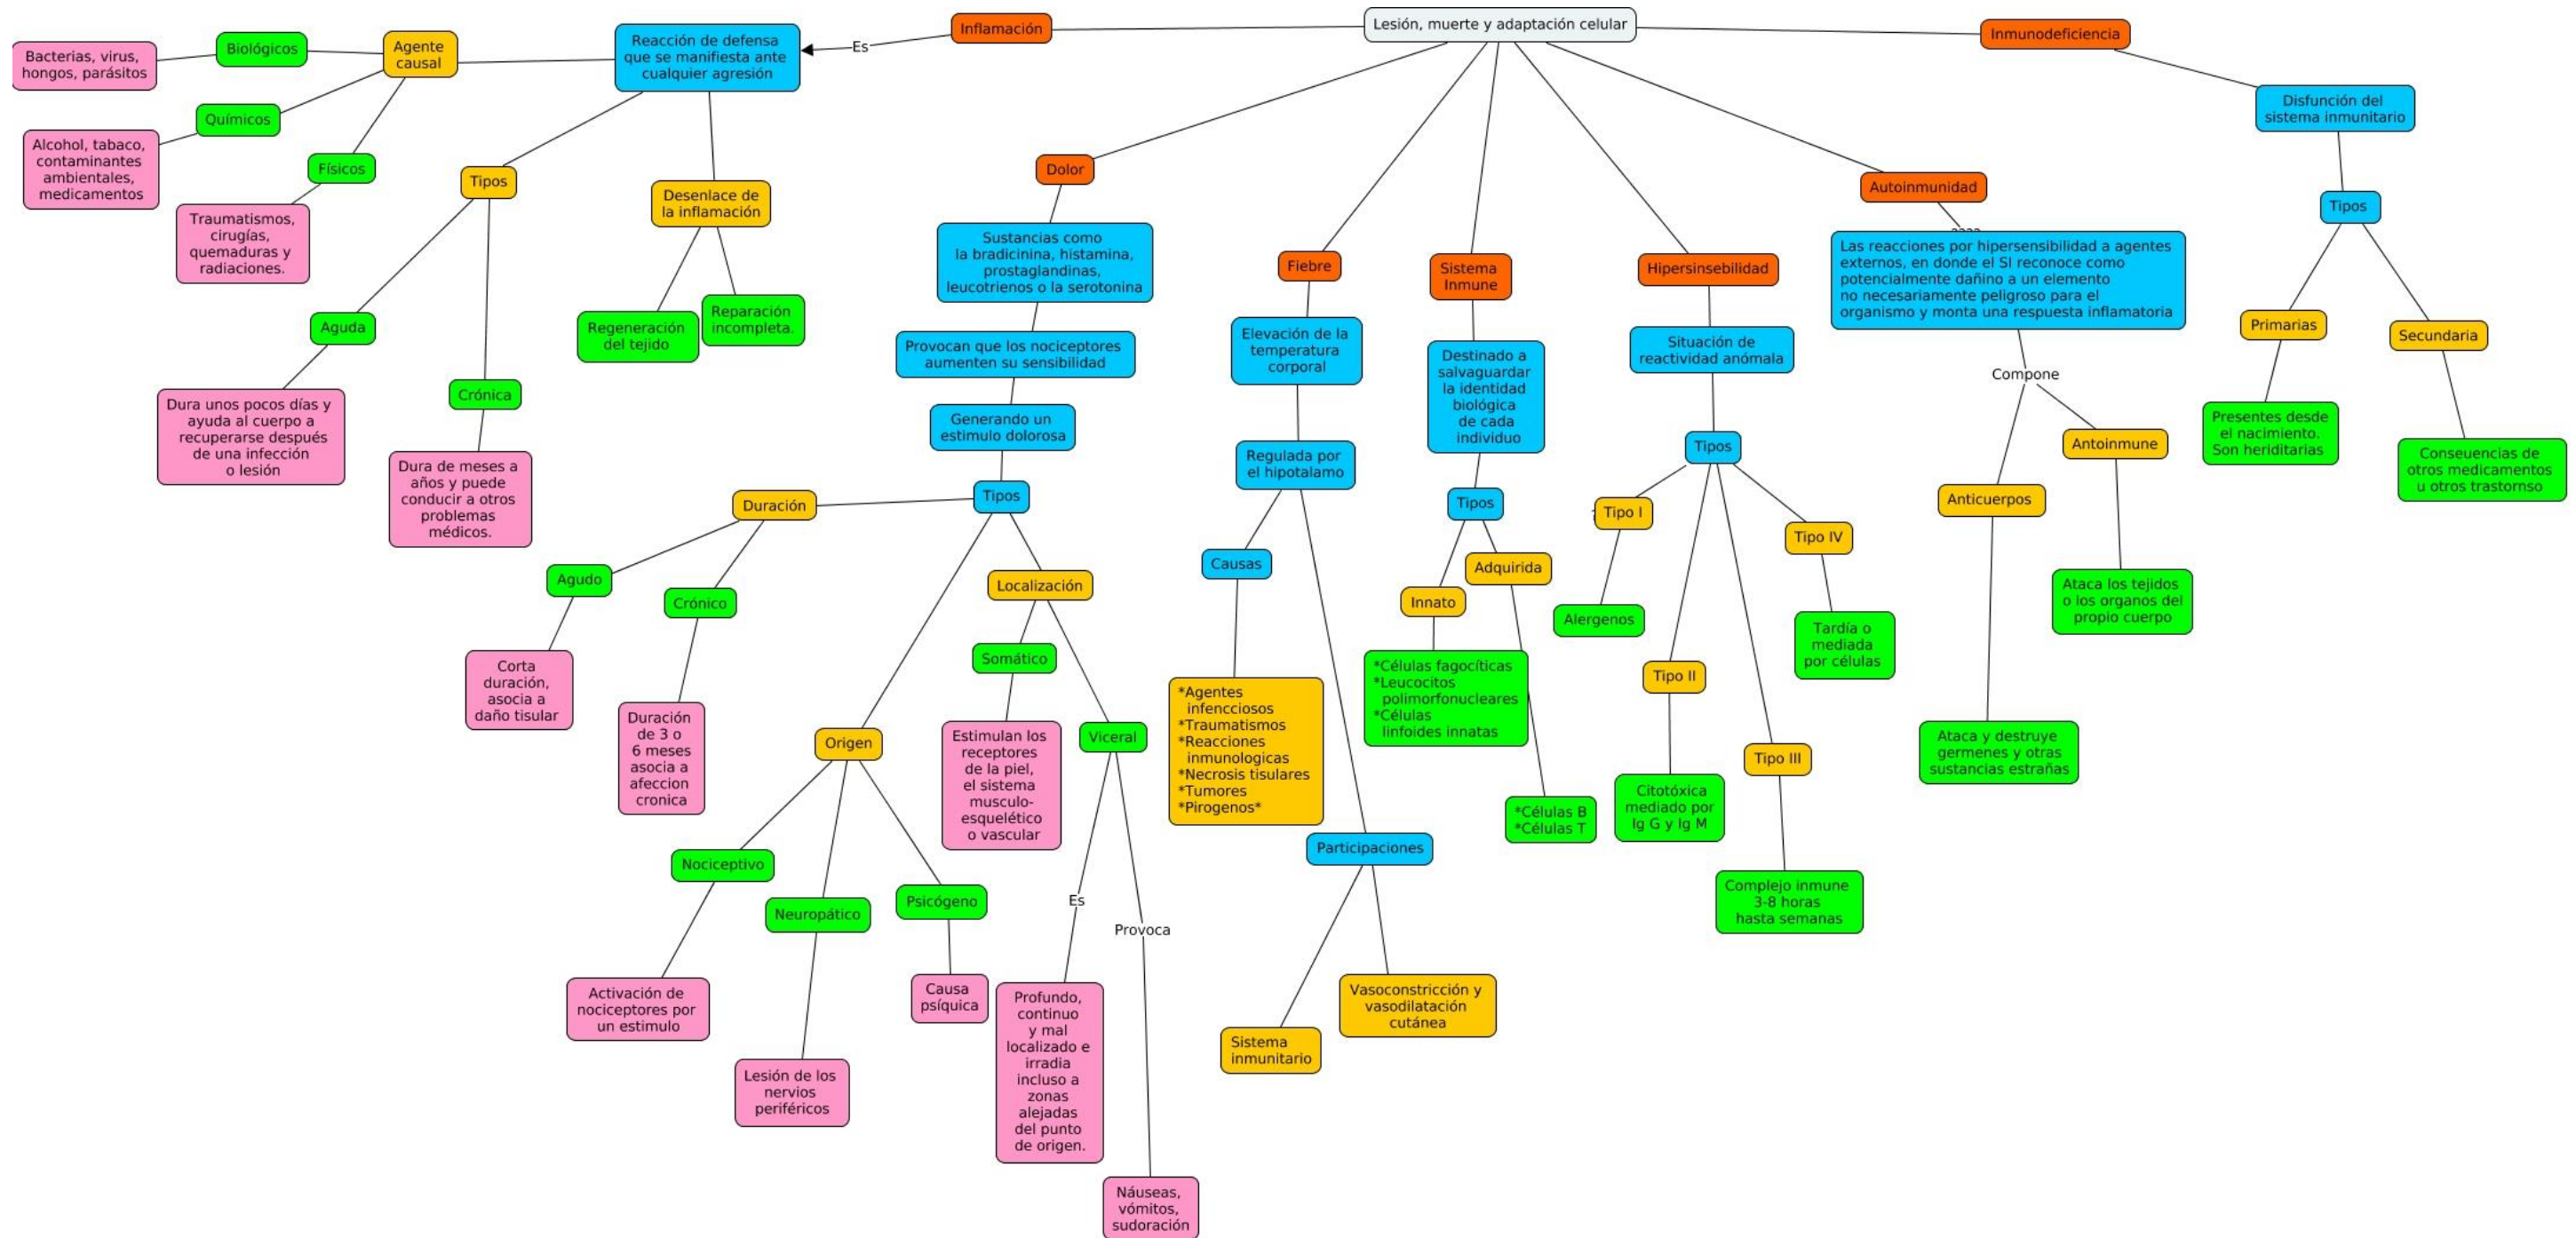 Lesión, muerte y adaptación celular
Inflamación
Es
Reacción de defensa
que se manifiesta ante
cualquier agresión
Agente
causal
Biológicos
Bacterias, virus,
hongos, parásitos
Químicos
Alcohol, tabaco,
contaminantes
ambientales,
medicamentos
Físicos
Traumatismos,
cirugías,
quemaduras y
radiaciones.
Tipos
Aguda
Dura unos pocos días y
ayuda al cuerpo a
recuperarse después
de una infección
o lesión
Crónica
Dura de meses a
años y puede
conducir a otros
problemas
médicos.
Desenlace de
la inflamación
Regeneración
del tejido
Reparación
incompleta.
Dolor
Sustancias como
la bradicinina, histamina,
prostaglandinas,
leucotrienos o la serotonina
Provocan que los nociceptores
aumenten su sensibilidad
Generando un
estimulo dolorosa
Tipos
Duración
Agudo
Corta
duración,
asocia a
daño tisular
Crónico
Duración
de 3 o
6 meses
asocia a
afeccion
cronica
Localización
Somático
Estimulan los
receptores
de la piel,
el sistema
musculo-
esquelético
o vascular
Viceral
Es
Profundo,
continuo
y mal
localizado e
irradia
incluso a
zonas
alejadas
del punto
de origen.
Provoca
Náuseas,
vómitos,
sudoración
Origen
Nociceptivo
Activación de
nociceptores por
un estimulo
Neuropático
Lesión de los
nervios
periféricos
Psicógeno
Causa
psíquica
Fiebre
Elevación de la
temperatura
corporal
Regulada por
el hipotalamo
Causas
*Agentes
infencciosos
*Traumatismos
*Reacciones
inmunologicas
*Necrosis tisulares
*Tumores
*Pirogenos*
Participaciones
Sistema
inmunitario
Vasoconstricción y
vasodilatación
cutánea
Sistema
Inmune
Destinado a
salvaguardar
la identidad
biológica
de cada
individuo
Tipos
Innato
*Células fagocíticas
*Leucocitos
polimorfonucleares
*Células
linfoides innatas
Adquirida
*Células B
*Células T
Hipersinsebilidad
Situación de
reactividad anómala
Tipos
Tipo I
Alergenos
Tipo II
Citotóxica
mediado por
Ig G y Ig M
Tipo III
Complejo inmune
3-8 horas
hasta semanas
Tipo IV
Tardía o
mediada
por células
Autoinmunidad
Las reacciones por hipersensibilidad a agentes
externos, en donde el SI reconoce como
potencialmente dañino a un elemento
no necesariamente peligroso para el
organismo y monta una respuesta inflamatoria
Compone
Anticuerpos
Ataca y destruye
germenes y otras
sustancias estrañas
Antoinmune
Ataca los tejidos
o los organos del
propio cuerpo
Inmunodeficiencia
Disfunción del
sistema inmunitario
Tipos
Primarias
Presentes desde
el nacimiento.
Son heriditarias
Secundaria
Conseuencias de
otros medicamentos
u otros trastornso